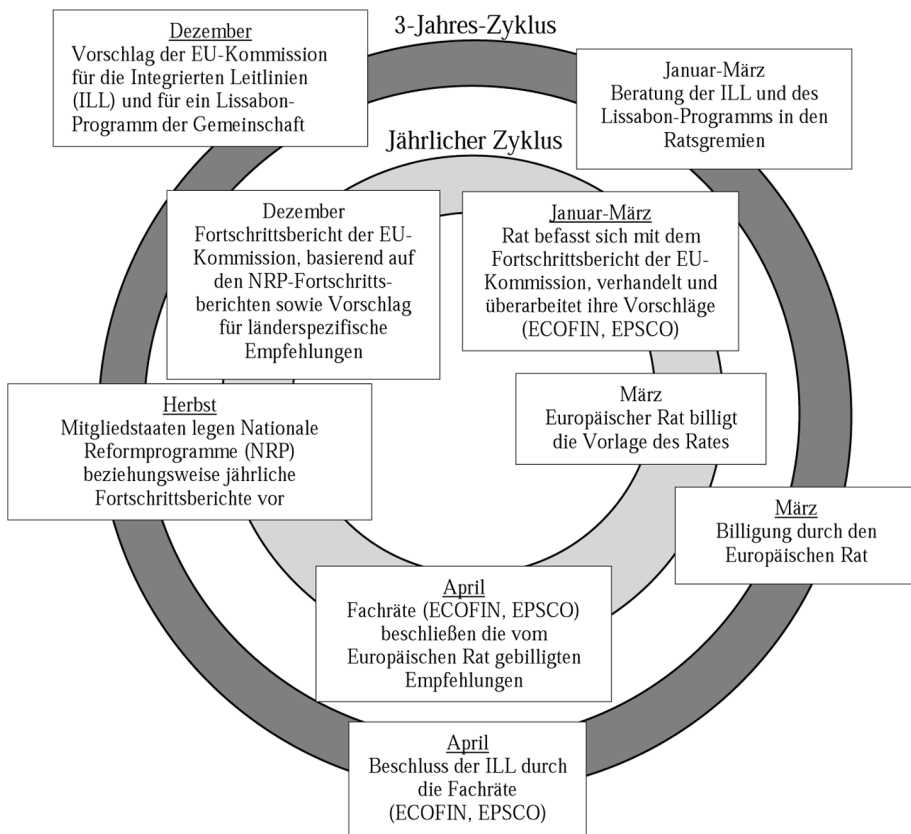 3-Jahres-Zyklus
Dezember
Vorschlag der EU-Kommission
für die Integrierten Leitlinien
(ILL) und für ein Lissabon-
Programm der Gemeinschaft
Januar-März
Beratung der ILL und des
Lissabon-Programms in den
Ratsgremien
Jährlicher Zyklus
Dezember
Fortschrittsbericht der EU-
Kommission, basierend auf
den NRP-Fortschritts-
berichten sowie Vorschlag
für länderspezifische
Empfehlungen
Januar-März
Rat befasst sich mit dem
Fortschrittsbericht der EU-
Kommission, verhandelt und
überarbeitet ihre Vorschläge
(ECOFIN, EPSCO)
März
Europäischer Rat billigt
die Vorlage des Rates
Herbst
Mitgliedstaaten legen Nationale
Reformprogramme (NRP)
beziehungsweise jährliche
Fortschrittsberichte vor
März
Billigung durch den
Europäischen Rat
April
Fachräte (ECOFIN, EPSCO)
beschließen die vom
Europäischen Rat gebilligten
Empfehlungen
April
Beschluss der ILL durch
die Fachräte
(ECOFIN, EPSCO)